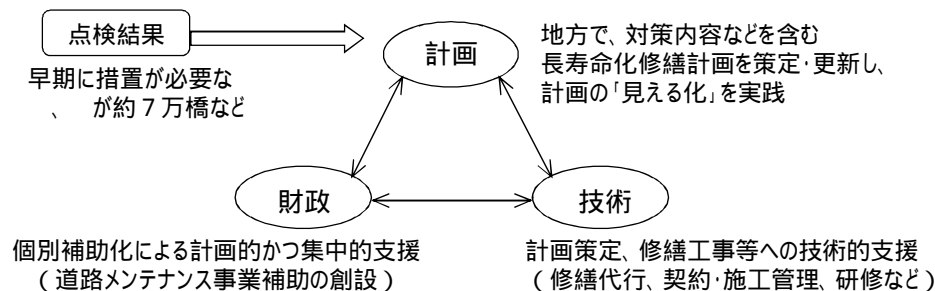 点検結果
早期に措置が必要な
、 が約7万橋など
計画
地方で、対策内容などを含む
長寿命化修繕計画を策定・更新し、
計画の「見える化」を実践
財政
個別補助化による計画的かつ集中的支援
(道路メンテナンス事業補助の創設)
技術
計画策定、修繕工事等への技術的支援
(修繕代行、契約・施工管理、研修など)